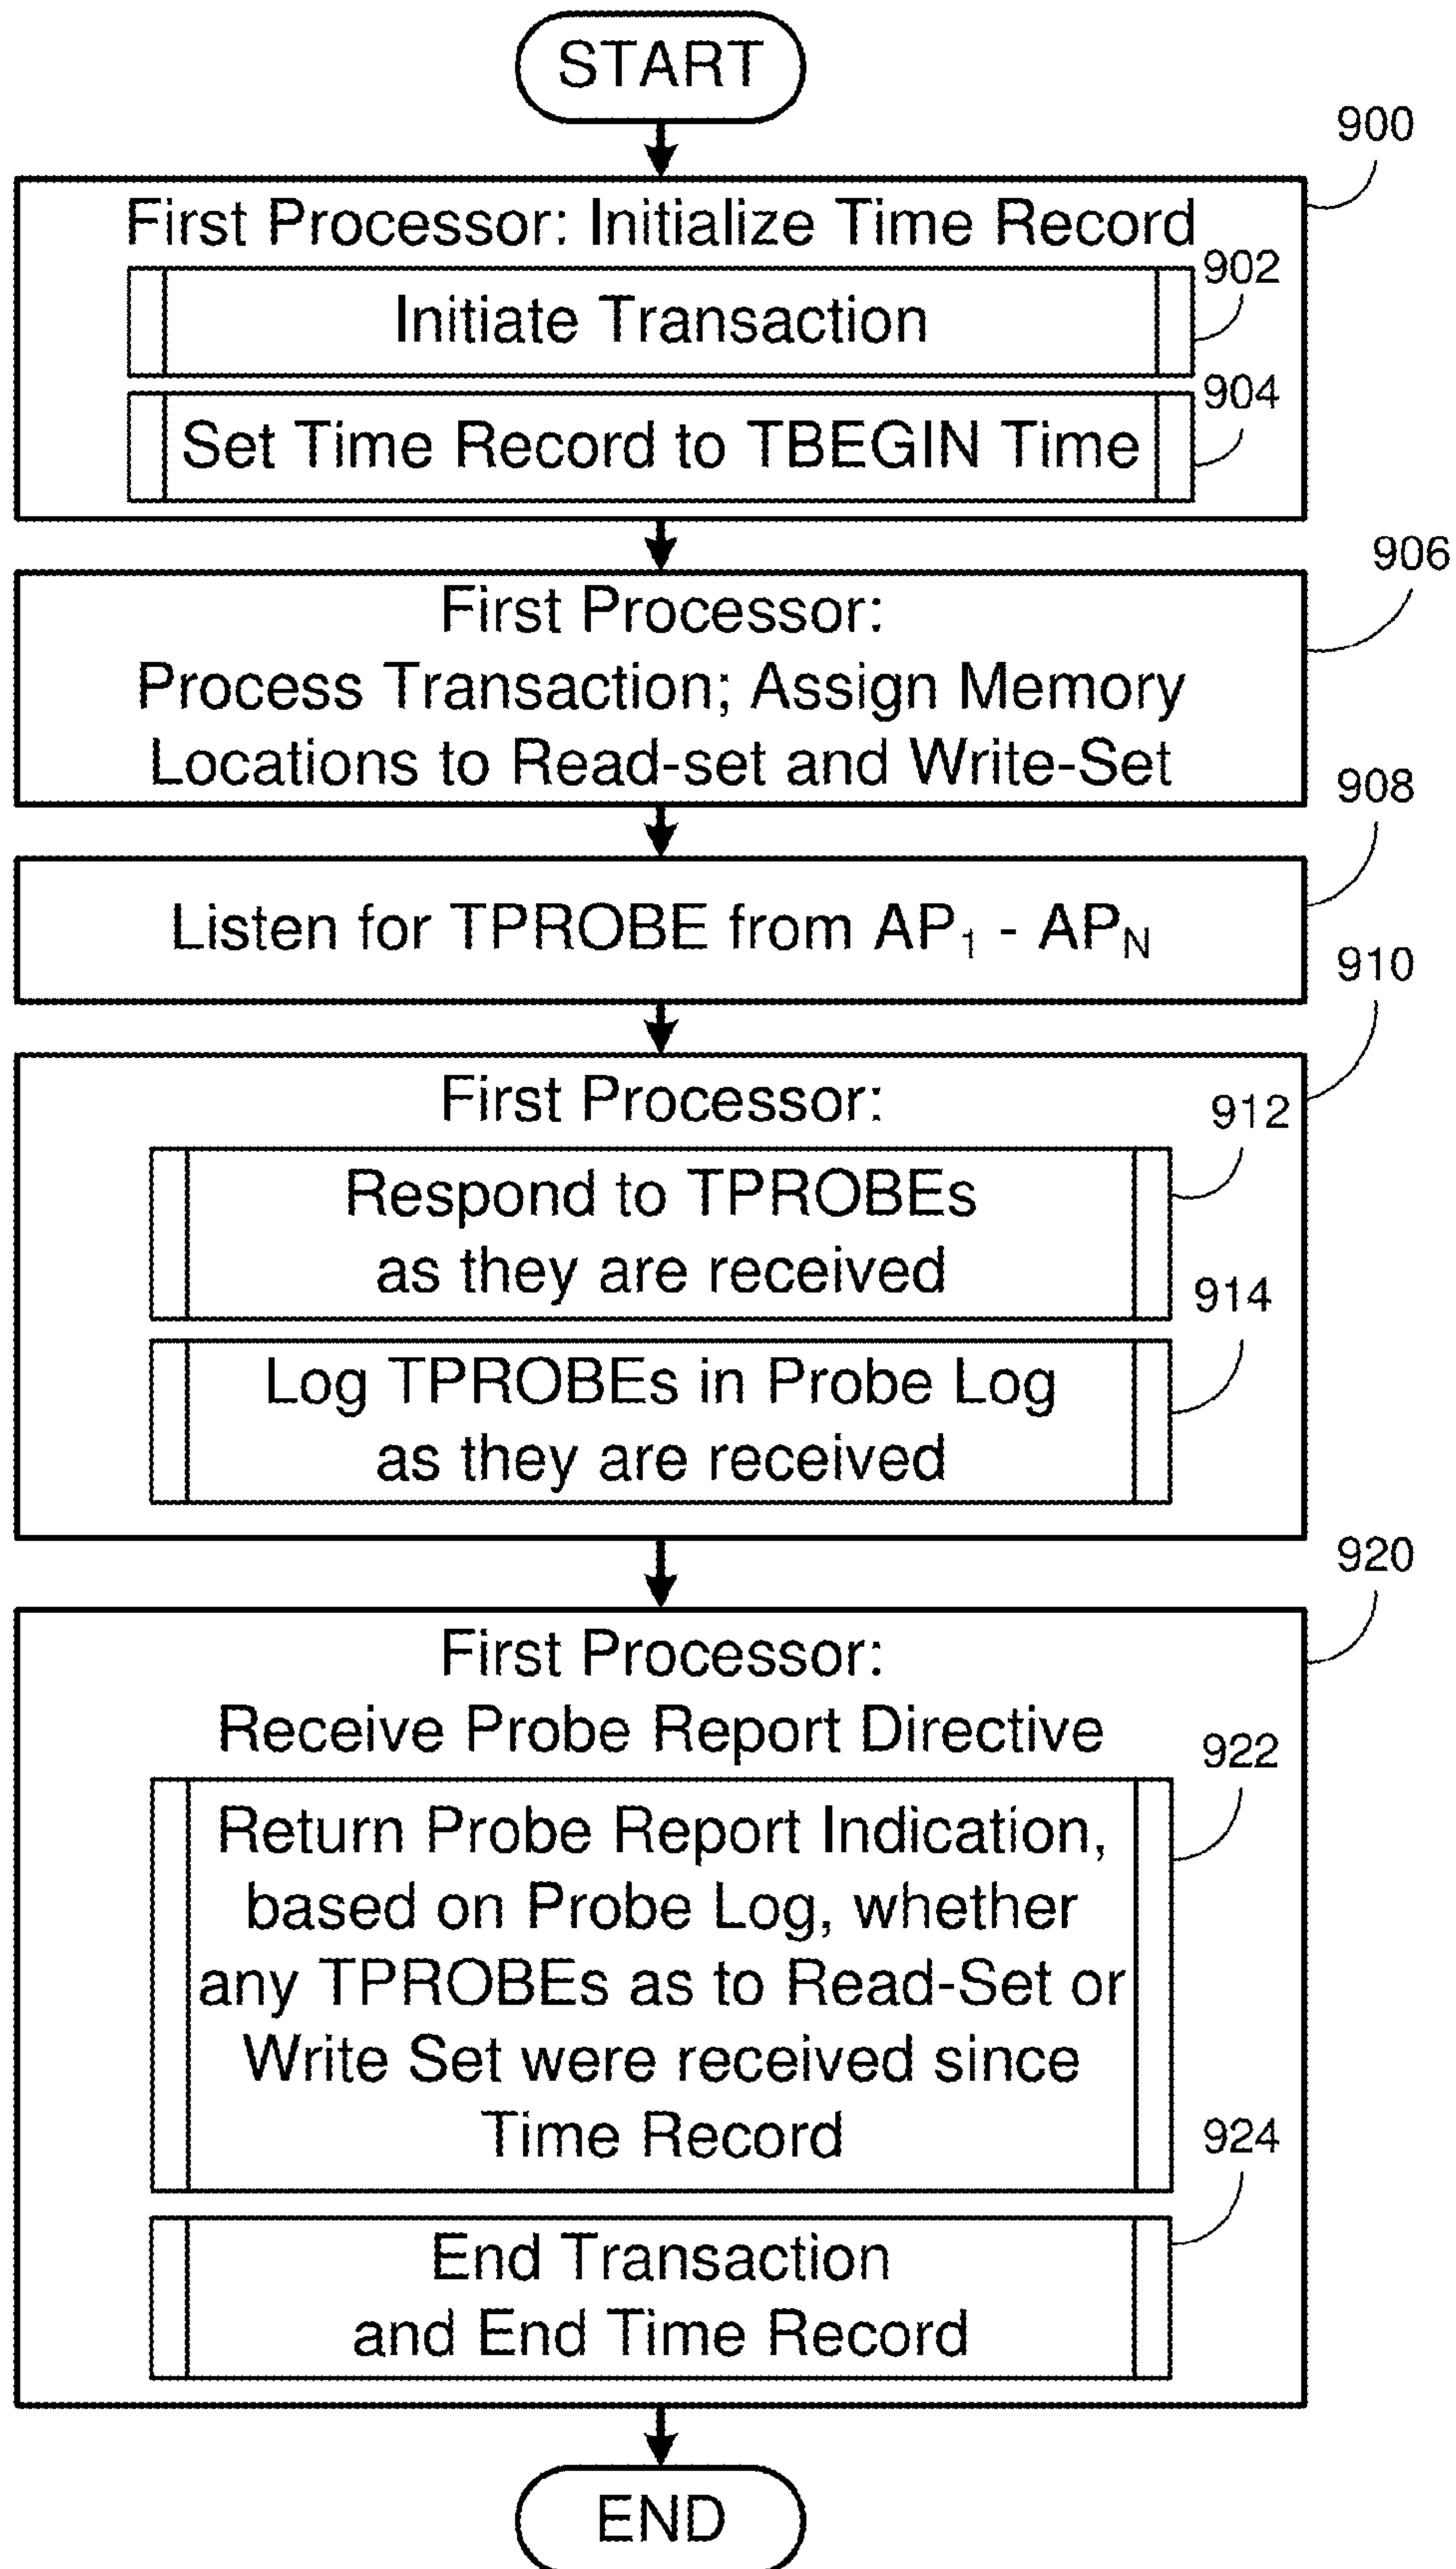 START
900
First Processor: Initialize Time Record
902
Initiate Transaction
904
Set Time Record to TBEGIN Time
906
First Processor:
Process Transaction; Assign Memory
Locations to Read-set and Write-Set
908
Listen for TPROBE from AP₁ - AP_N
910
First Processor:
912
Respond to TPROBEs
as they are received
914
Log TPROBEs in Probe Log
as they are received
920
First Processor:
Receive Probe Report Directive
922
Return Probe Report Indication,
based on Probe Log, whether
any TPROBEs as to Read-Set or
Write Set were received since
Time Record
924
End Transaction
and End Time Record
END